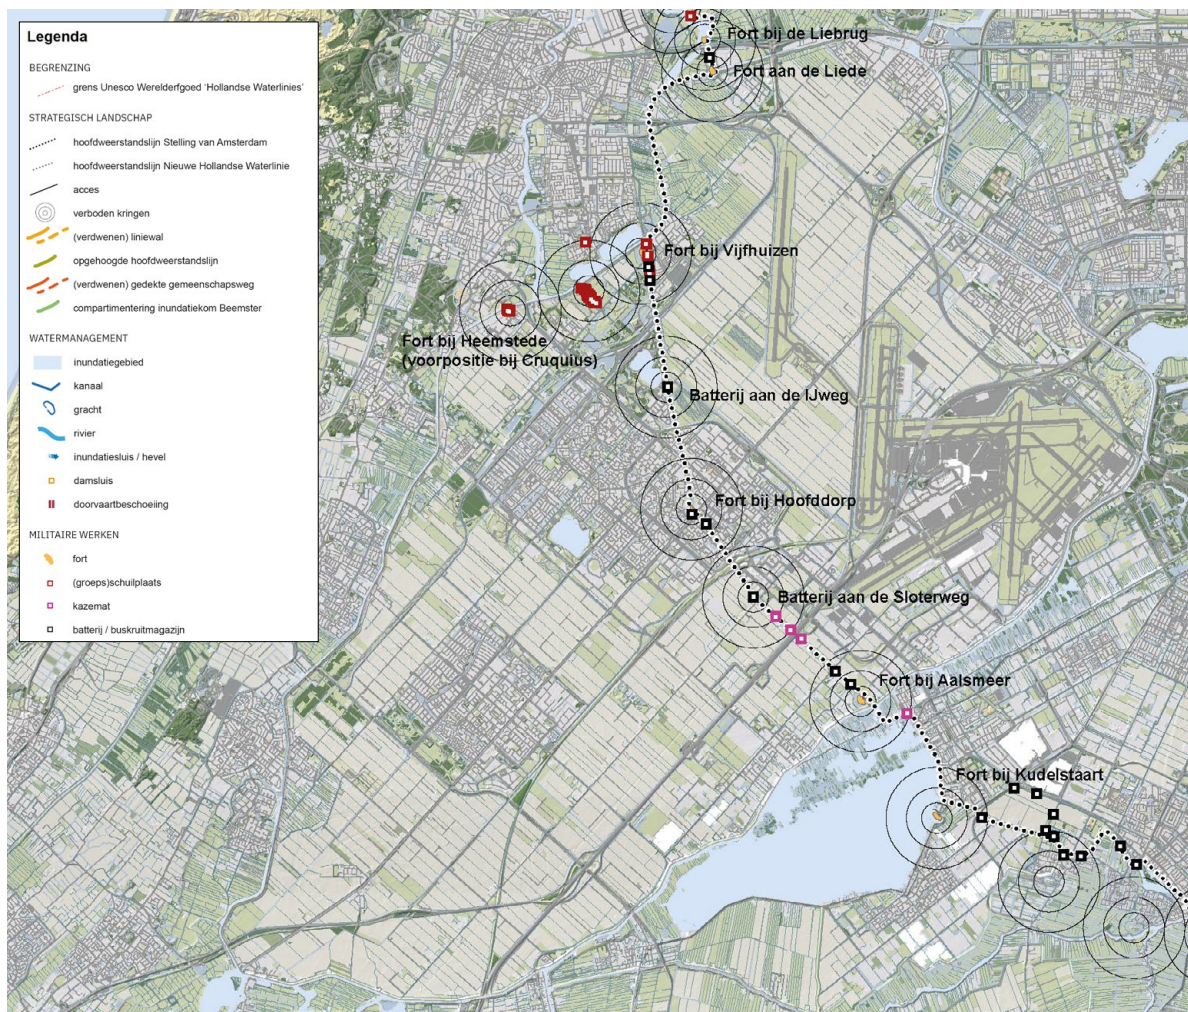 Legenda
BEGRENZING
grens Unesco Werelderfgoed 'Hollandse Waterlinies'
STRATEGISCH LANDSCHAP
hoofdweerstandslijn Stelling van Amsterdam
hoofdweerstandslijn Nieuwe Hollandse Waterlinie
acces
verboden kringen
(verdwenen) liniewal
opgehoogde hoofdweerstandslijn
(verdwenen) gedekte gemeenschapsweg
compartimentering inundatiekom Beemster
WATERMANAGEMENT
inundatiegebied
kanaal
gracht
rivier
inundatiesluis / hevel
damsluis
doorvaartbeschoeiing
MILITAIRE WERKEN
fort
(groeps)schuilplaats
kazemat
batterij / buskruitmagazijn
Fort bij de Liebrug
Fort aan de Liede
Fort bij Vijfhuizen
Fort bij Heemstede
(voorpositie bij Cruquius)
Batterij aan de IJweg
Fort bij Hoofddorp
Batterij aan de Sloterweg
Fort bij Aalsmeer
Fort bij Kudelstaart